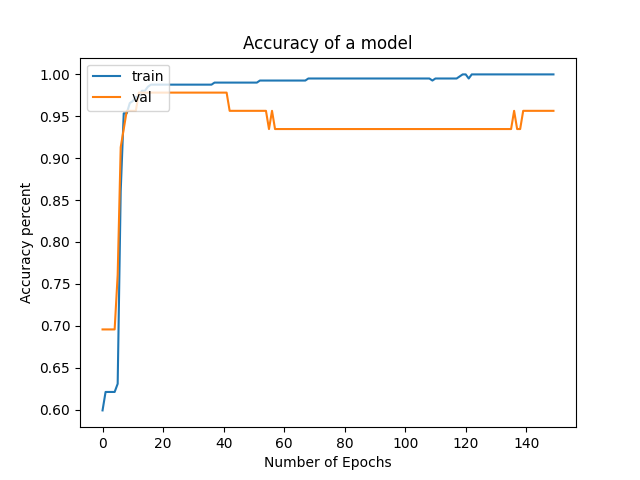 Accuracy of a model
train
val
1.00
0.95
0.90
0.85
0.80
0.75
0.70
0.65
0.60
Accuracy percent
0 20 40 60 80 100 120 140
Number of Epochs